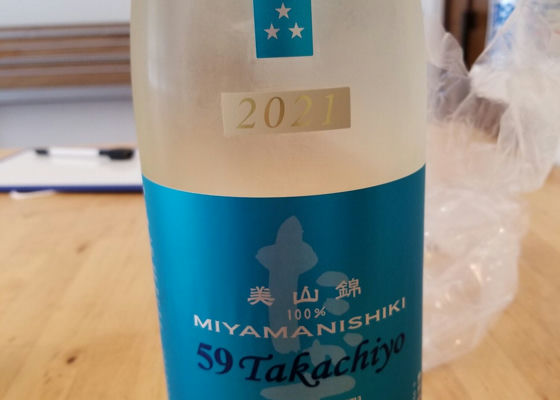 2021
美山錦
100%
MIYAMANISHIKI
59 Takachiyo